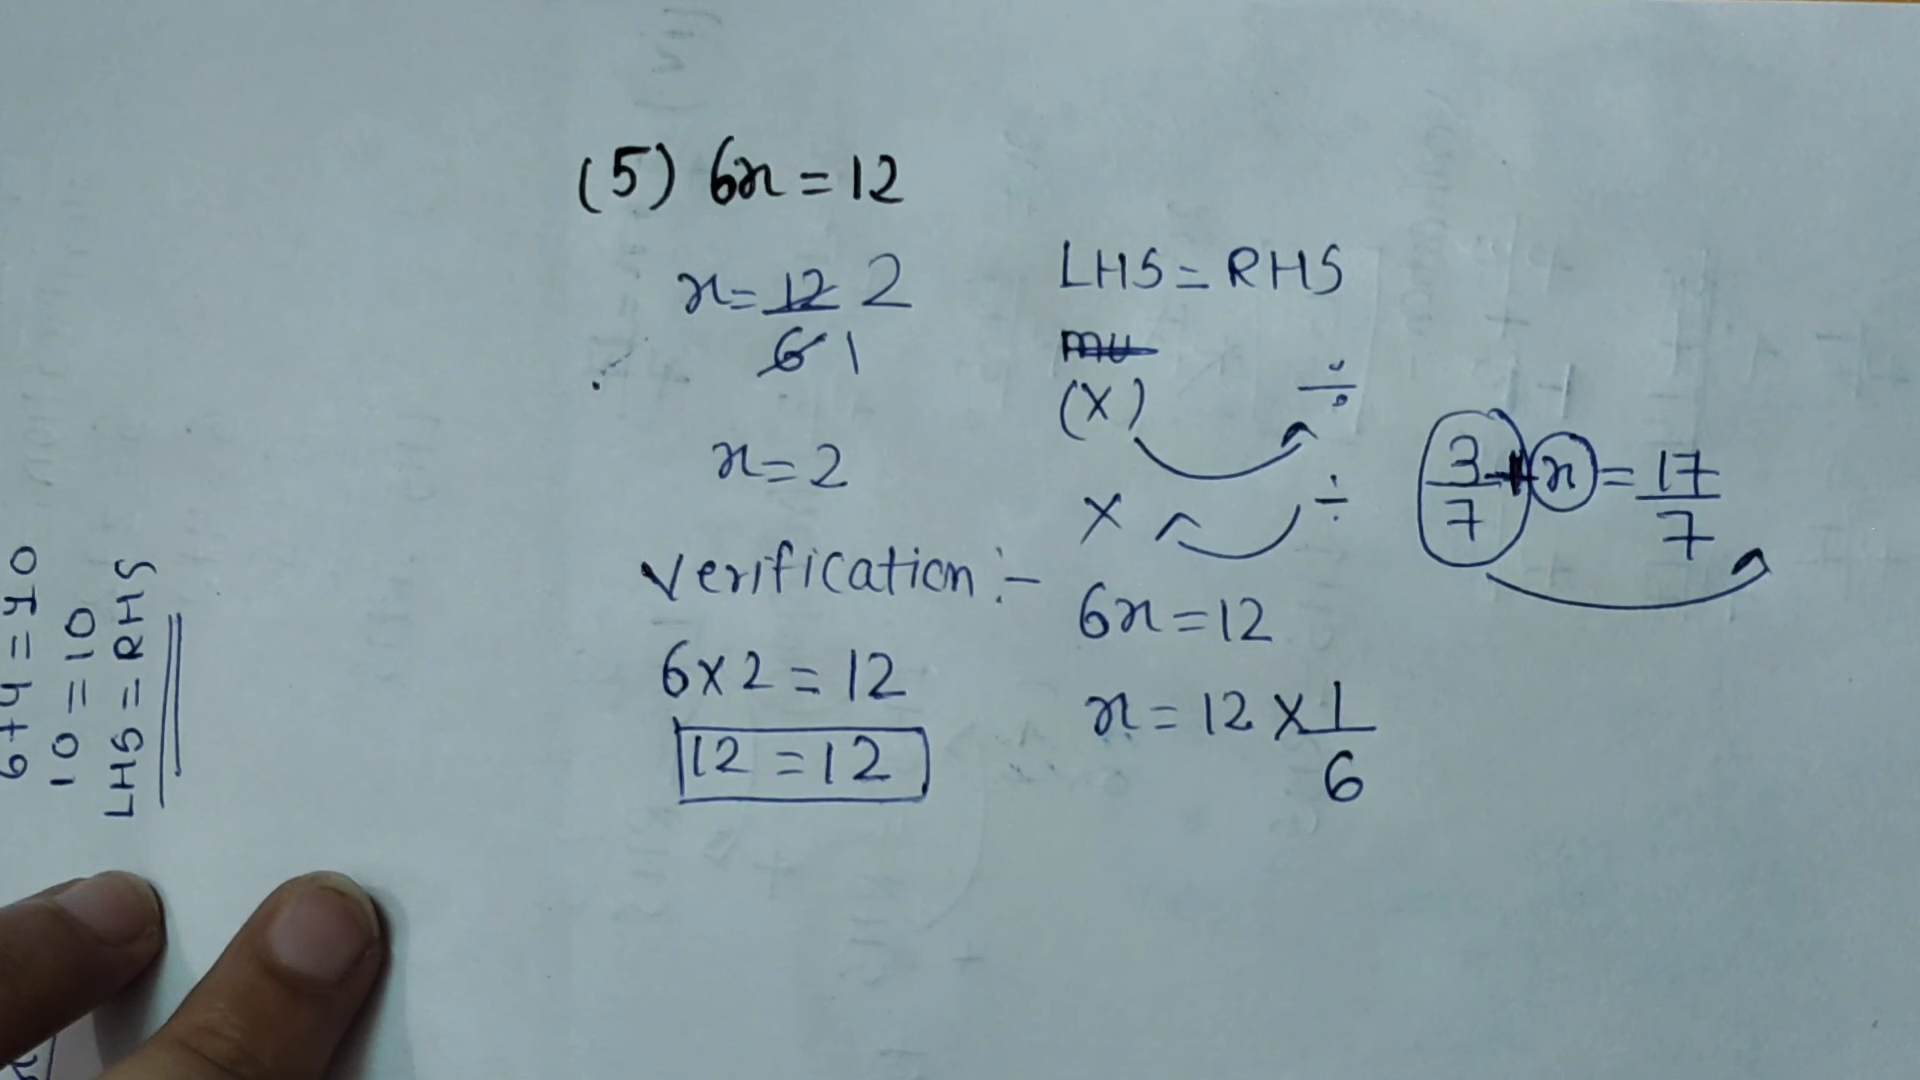 (5) 6x = 12
x = 12/6 2 1
x = 2
Verification :-
6 x 2 = 12
12 = 12
LHS = RHS
(x) ÷
x ÷
6x = 12
x = 12 x 1/6
3/7 + x = 17/7
6+4 = 10
10 = 10
LHS = RHS